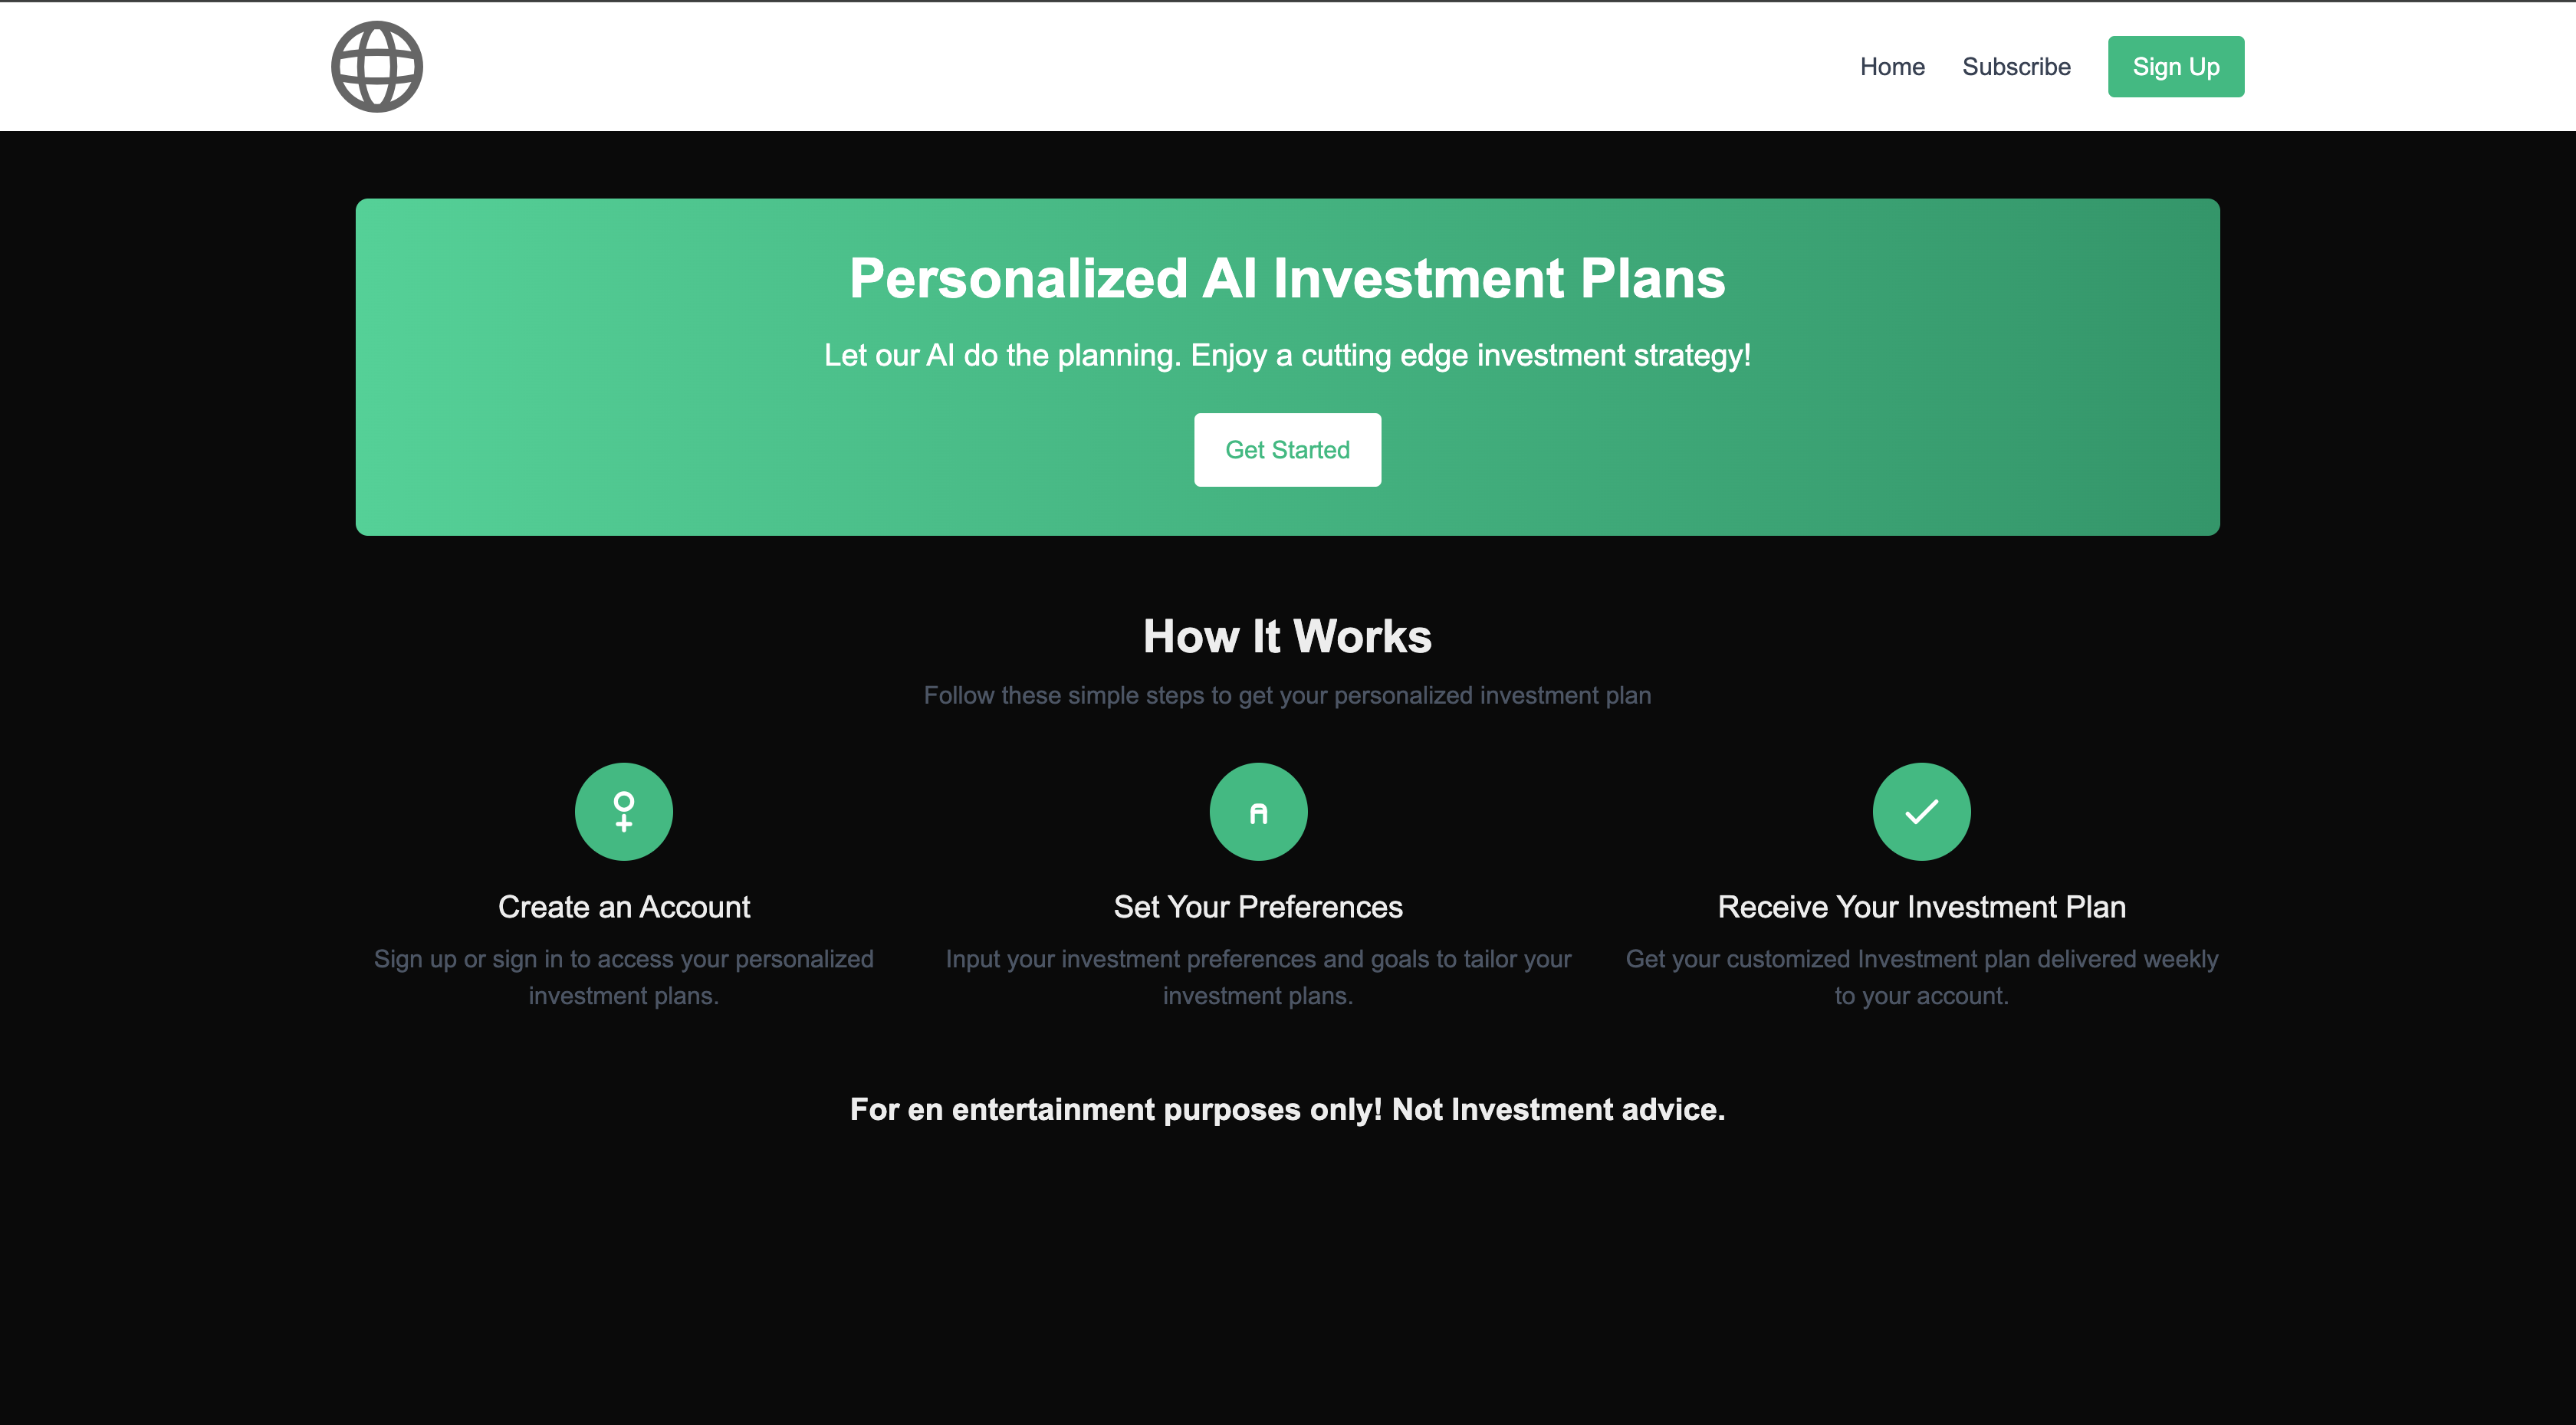 Home
Subscribe
Sign Up
Personalized AI Investment Plans
Let our AI do the planning. Enjoy a cutting edge investment strategy!
Get Started
How It Works
Follow these simple steps to get your personalized investment plan
Create an Account
Sign up or sign in to access your personalized
investment plans.
Set Your Preferences
Input your investment preferences and goals to tailor your
investment plans.
Receive Your Investment Plan
Get your customized Investment plan delivered weekly
to your account.
For en entertainment purposes only! Not Investment advice.